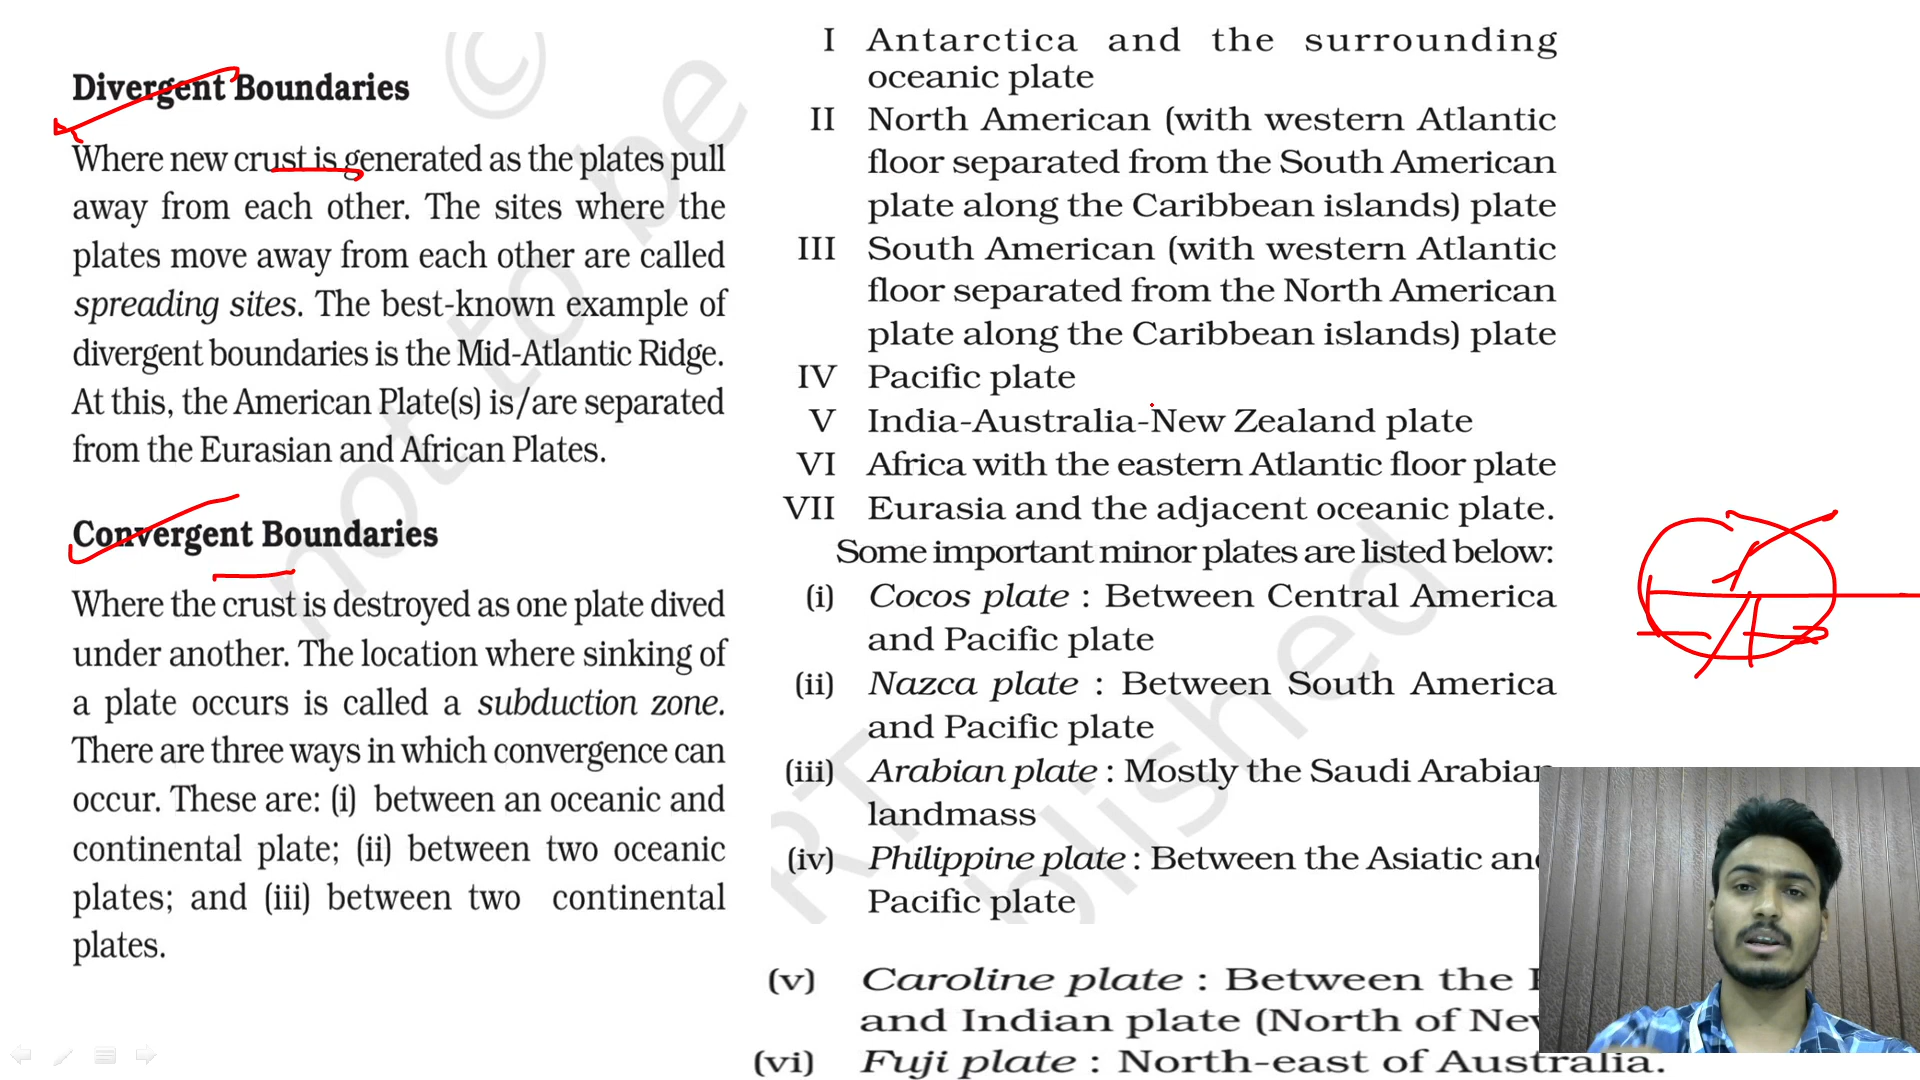 Divergent Boundaries
Where new crust is generated as the plates pull
away from each other. The sites where the
plates move away from each other are called
spreading sites. The best-known example of
divergent boundaries is the Mid-Atlantic Ridge.
At this, the American Plate(s) is/are separated
from the Eurasian and African Plates.
Convergent Boundaries
Where the crust is destroyed as one plate dived
under another. The location where sinking of
a plate occurs is called a subduction zone.
There are three ways in which convergence can
occur. These are: (i) between an oceanic and
continental plate; (ii) between two oceanic
plates; and (iii) between two continental
plates.
I Antarctica and the surrounding
oceanic plate
II North American (with western Atlantic
floor separated from the South American
plate along the Caribbean islands) plate
III South American (with western Atlantic
floor separated from the North American
plate along the Caribbean islands) plate
IV Pacific plate
V India-Australia-New Zealand plate
VI Africa with the eastern Atlantic floor plate
VII Eurasia and the adjacent oceanic plate.
Some important minor plates are listed below:
(i) Cocos plate : Between Central America
and Pacific plate
(ii) Nazca plate : Between South America
and Pacific plate
(iii) Arabian plate : Mostly the Saudi Arabian
landmass
(iv) Philippine plate : Between the Asiatic and
Pacific plate
(v) Caroline plate : Between the
and Indian plate (North of
(vi) Fuji plate : North-east of Australia.
©
not to be
RT
blished